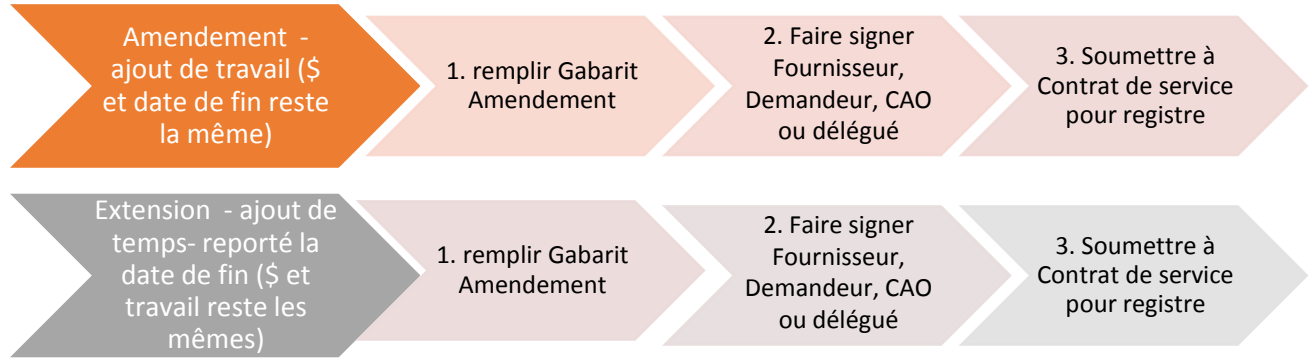 Amendement -
ajout de travail ($
et date de fin reste
la même)
1. remplir Gabarit
Amendement
2. Faire signer
Fournisseur,
Demandeur, CAO
ou délégué
3. Soumettre à
Contrat de service
pour registre
Extension - ajout de
temps- reporté la
date de fin ($ et
travail reste les
mêmes)
1. remplir Gabarit
Amendement
2. Faire signer
Fournisseur,
Demandeur, CAO
ou délégué
3. Soumettre à
Contrat de service
pour registre